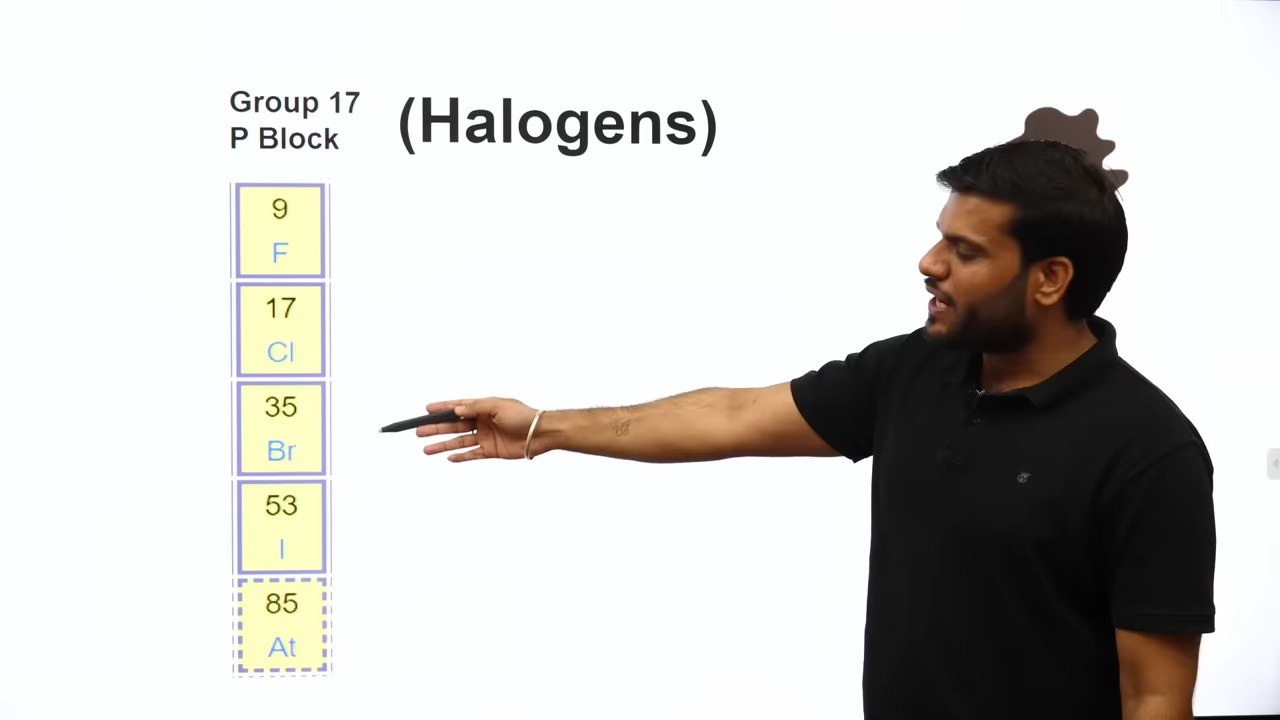 Group 17
P Block
(Halogens)
9
F
17
Cl
35
Br
53
I
85
At